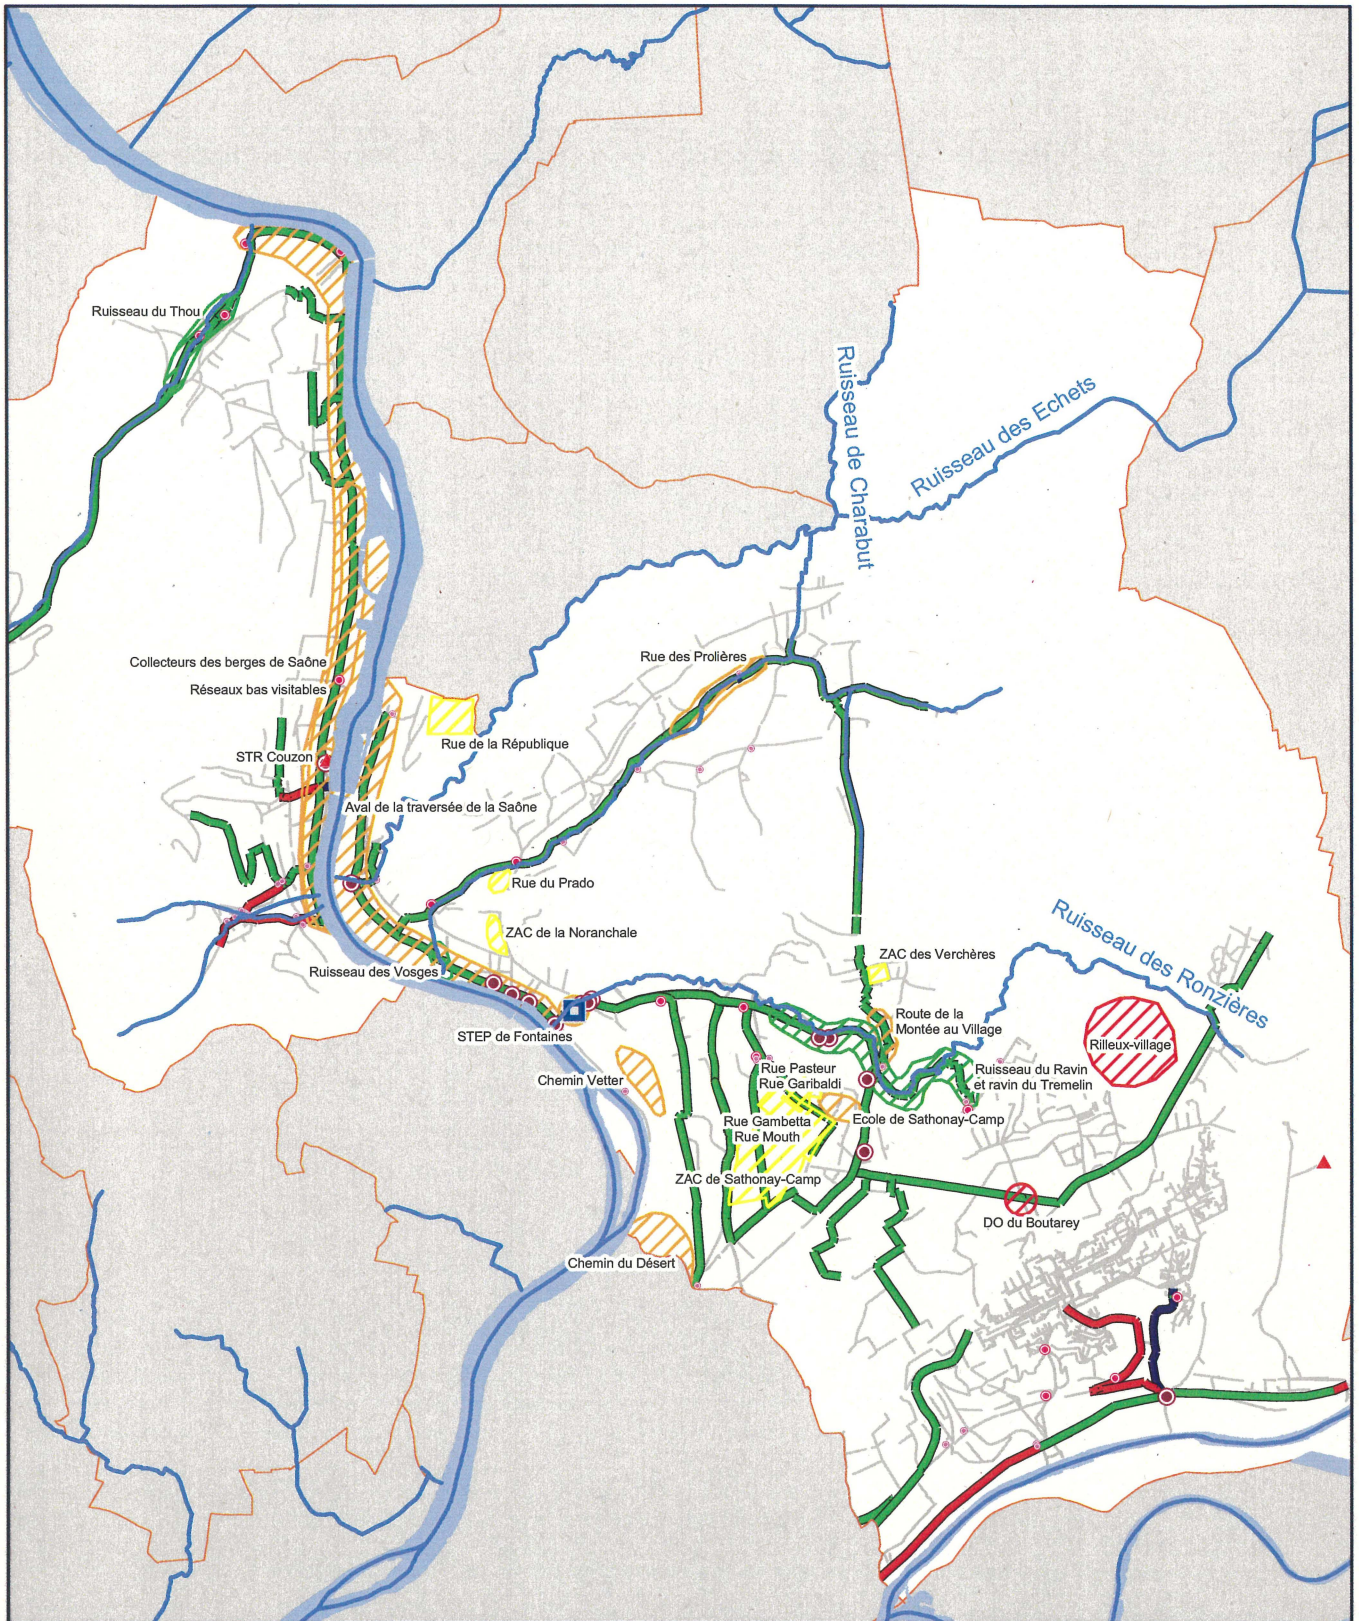 Ruisseau du Thou
Ruisseau de Charabut
Ruisseau des Echets
Collecteurs des berges de Saône
Réseaux bas visitables
Rue des Prolières
Rue de la République
STR Couzon
Aval de la traversée de la Saône
Rue du Prado
ZAC de la Noranchale
Ruisseau des Vosges
ZAC des Verchères
Ruisseau des Ronzières
Route de la
Montée au Village
STEP de Fontaines
Rilleux-village
Chemin Vetter
Rue Pasteur
Rue Garibaldi
Ruisseau du Ravin
et ravin du Tremelin
Rue Gambetta
Rue Mouth
Ecole de Sathonay-Camp
ZAC de Sathonay-Camp
DO du Boutarey
Chemin du Désert